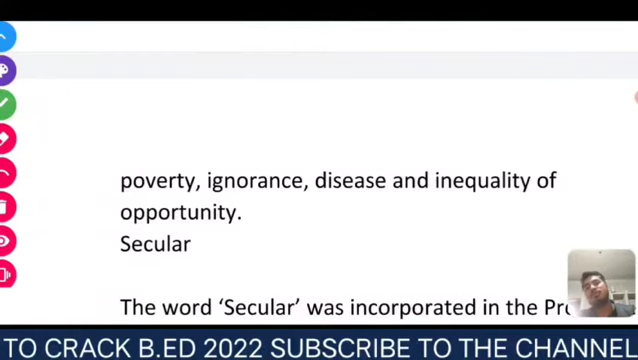 poverty, ignorance, disease and inequality of
opportunity.
Secular
The word ‘Secular’ was incorporated in the
TO CRACK B.ED 2022 SUBSCRIBE TO THE CHANNEL